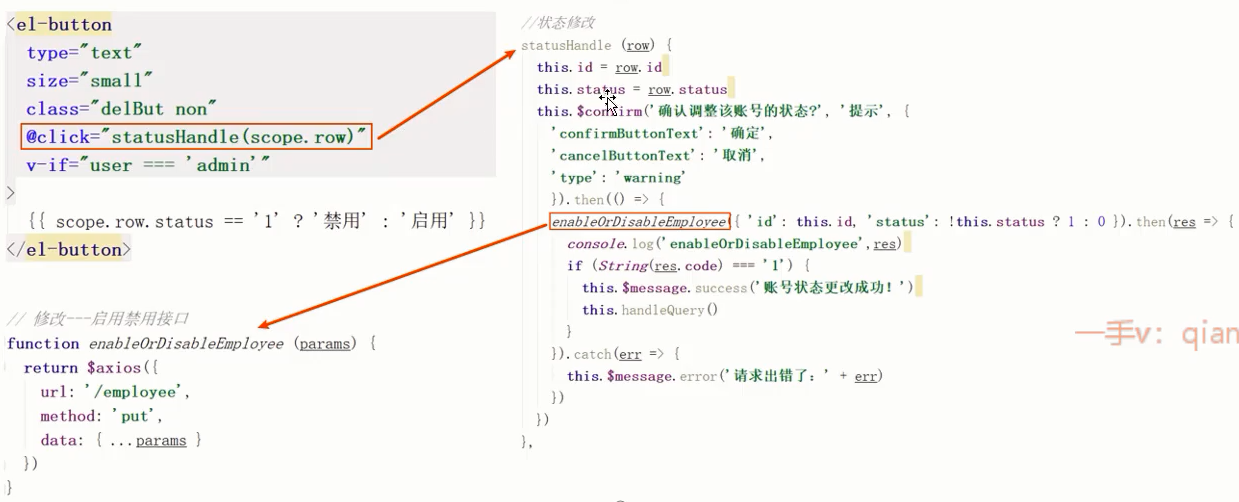 <el-button
type="text"
size="small"
class="delBut non"
@click="statusHandle(scope.row)"
v-if="user === 'admin'"
>
{{ scope.row.status == '1' ? '禁用' : '启用' }}
</el-button>
// 修改---启用禁用接口
function enableOrDisableEmployee (params) {
return $axios({
url: '/employee',
method: 'put',
data: { ...params }
})
}
//状态修改
statusHandle (row) {
this.id = row.id
this.status = row.status
this.$confirm('确认调整该账号的状态?', '提示', {
'confirmButtonText': '确定',
'cancelButtonText': '取消',
'type': 'warning'
}).then(() => {
enableOrDisableEmployee({ 'id': this.id, 'status': !this.status ? 1 : 0 }).then(res => {
console.log('enableOrDisableEmployee',res)
if (String(res.code) === '1') {
this.$message.success('账号状态更改成功！')
this.handleQuery()
}
}).catch(err => {
this.$message.error('请求出错了：' + err)
})
})
},
一手v：qian